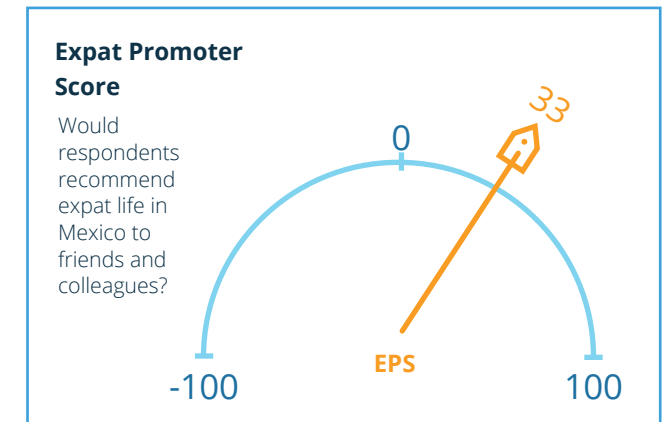 Expat Promoter
Score
Would
respondents
recommend
expat life in
Mexico to
friends and
colleagues?
33
0
EPS
-100
100